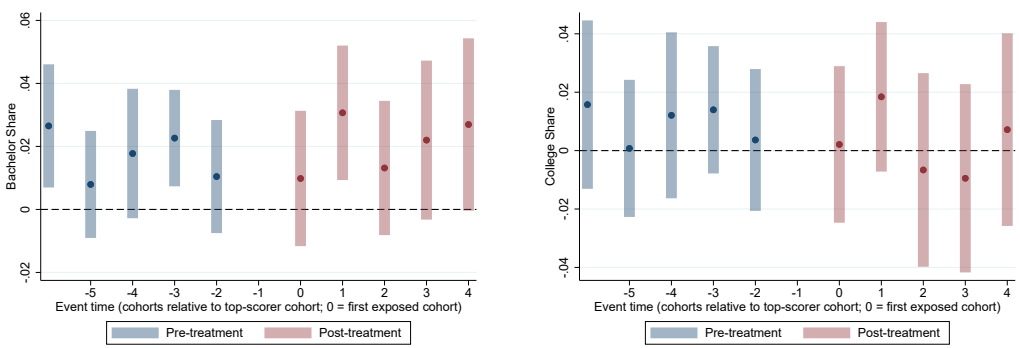 Bachelor Share
.06
.04
.02
0
-.02
-5 -4 -3 -2 -1 0 1 2 3 4
Event time (cohorts relative to top-scorer cohort; 0 = first exposed cohort)
Pre-treatment Post-treatment
College Share
.04
.02
0
-.02
-.04
-5 -4 -3 -2 -1 0 1 2 3 4
Event time (cohorts relative to top-scorer cohort; 0 = first exposed cohort)
Pre-treatment Post-treatment